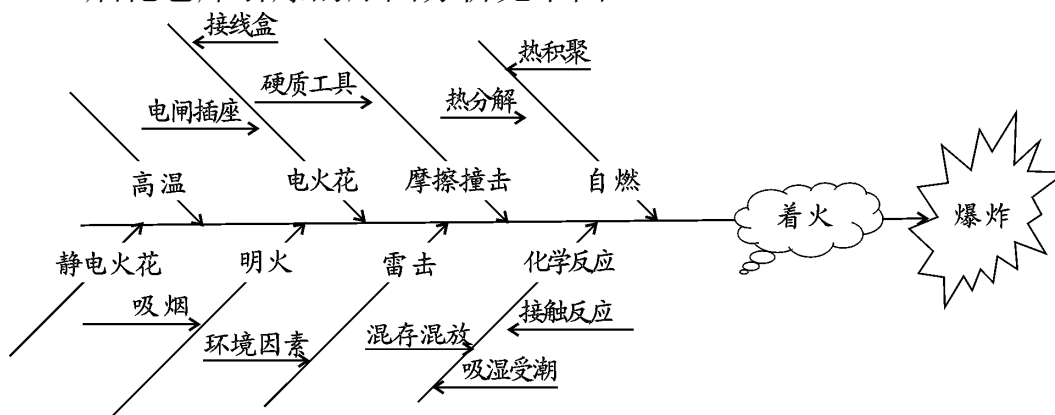 接线盒
热积聚
硬质工具
热分解
电闸插座
高温
电火花
摩擦撞击
自燃
着火
爆炸
静电火花
明火
雷击
化学反应
吸烟
接触反应
环境因素
混存混放
吸湿受潮